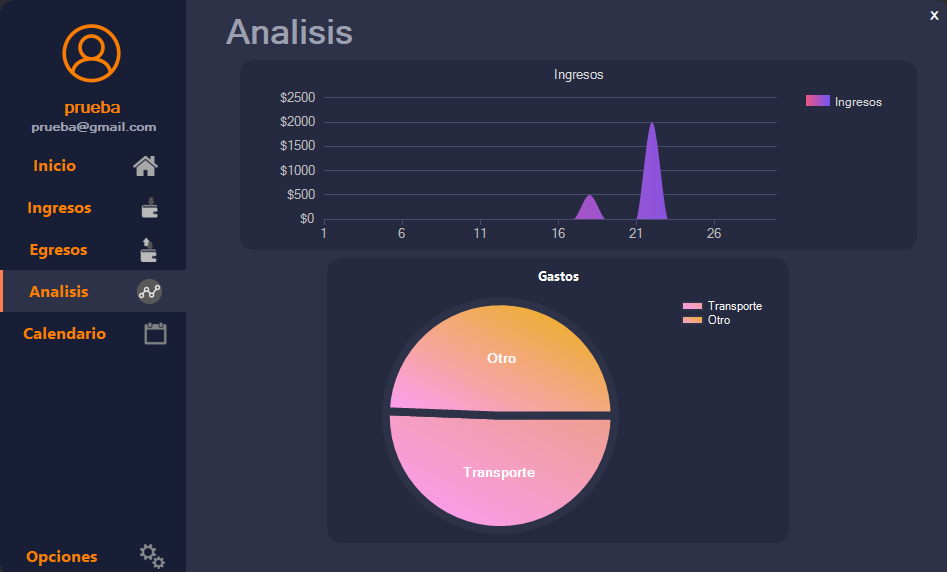 X
Analisis
prueba
prueba@gmail.com
Inicio
Ingresos
Egresos
Analisis
Calendario
Opciones
Ingresos
$2500
$2000
$1500
$1000
$500
$0
1 6 11 16 21 26
Ingresos
Gastos
Transporte
Otro
Otro
Transporte